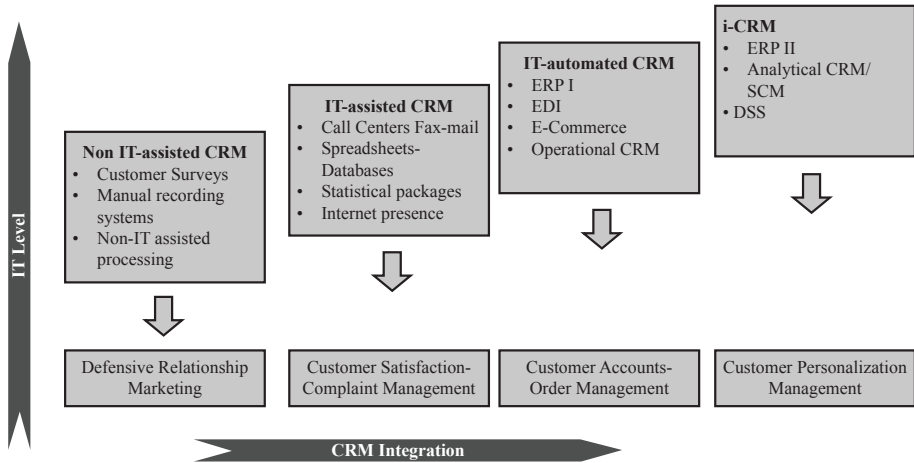 IT Level
Non IT-assisted CRM
• Customer Surveys
• Manual recording
systems
• Non-IT assisted
processing
IT-assisted CRM
• Call Centers Fax-mail
• Spreadsheets-
Databases
• Statistical packages
• Internet presence
IT-automated CRM
• ERP I
• EDI
• E-Commerce
• Operational CRM
i-CRM
• ERP II
• Analytical CRM/
SCM
• DSS
Defensive Relationship
Marketing
Customer Satisfaction-
Complaint Management
Customer Accounts-
Order Management
Customer Personalization
Management
CRM Integration